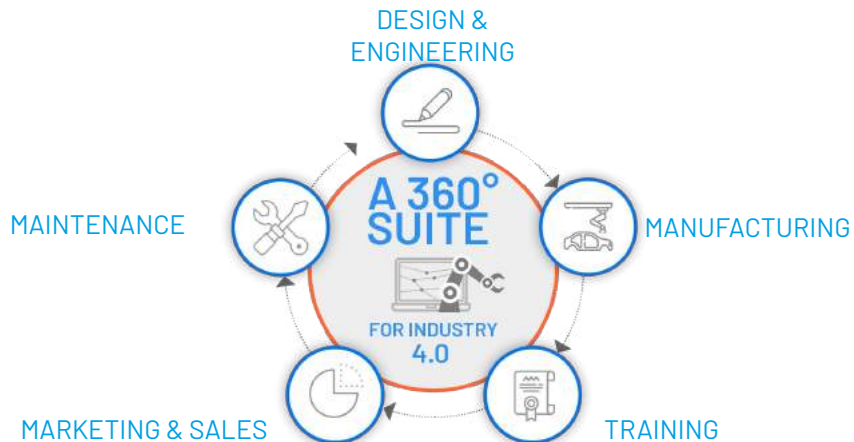 DESIGN &
ENGINEERING
A 360°
SUITE
MAINTENANCE
MANUFACTURING
FOR INDUSTRY
4.0
MARKETING & SALES
TRAINING